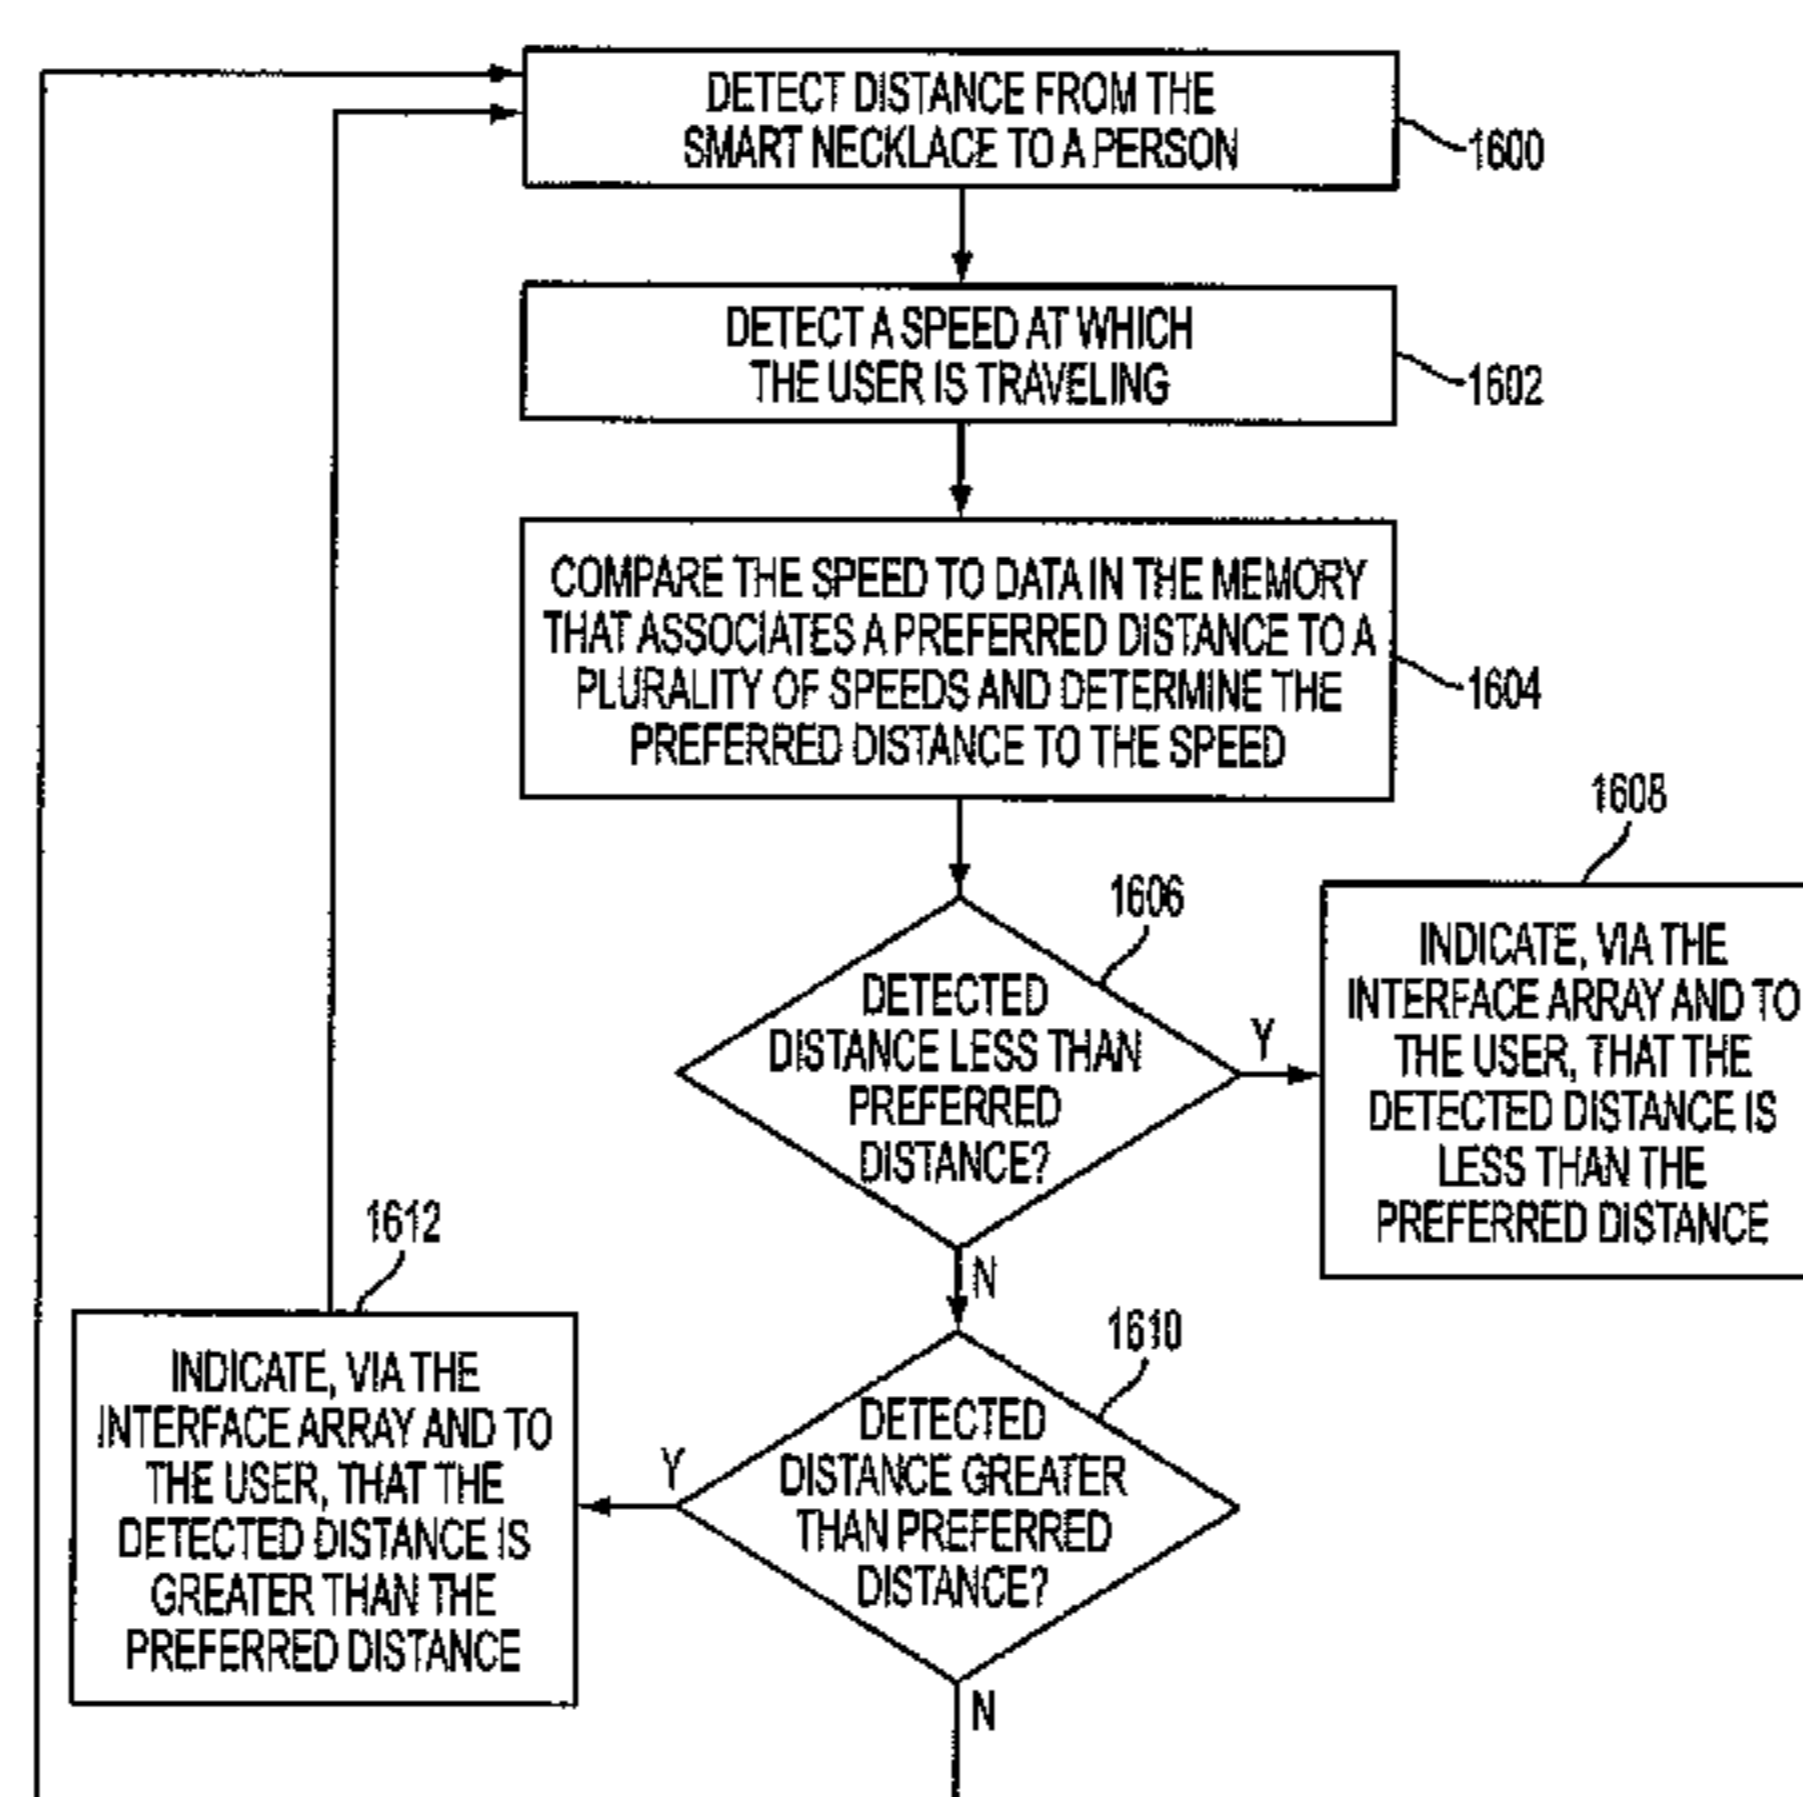 DETECT DISTANCE FROM THE
SMART NECKLACE TO A PERSON
1600
DETECT A SPEED AT WHICH
THE USER IS TRAVELING
1602
COMPARE THE SPEED TO DATA IN THE MEMORY
THAT ASSOCIATES A PREFERRED DISTANCE TO A
PLURALITY OF SPEEDS AND DETERMINE THE
PREFERRED DISTANCE TO THE SPEED
1604
1606
DETECTED
DISTANCE LESS THAN
PREFERRED
DISTANCE?
Y
N
1608
INDICATE, VIA THE
INTERFACE ARRAY AND TO
THE USER, THAT THE
DETECTED DISTANCE IS
LESS THAN THE
PREFERRED DISTANCE
1610
DETECTED
DISTANCE GREATER
THAN PREFERRED
DISTANCE?
Y
N
1612
INDICATE, VIA THE
INTERFACE ARRAY AND TO
THE USER, THAT THE
DETECTED DISTANCE IS
GREATER THAN THE
PREFERRED DISTANCE